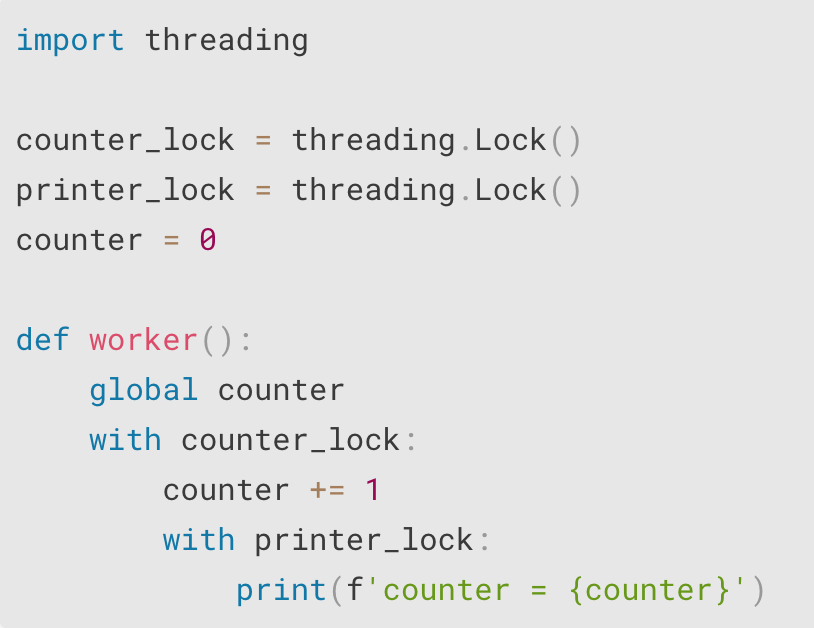 import threading

counter_lock = threading.Lock()
printer_lock = threading.Lock()
counter = 0

def worker():
    global counter
    with counter_lock:
        counter += 1
        with printer_lock:
            print(f'counter = {counter}')